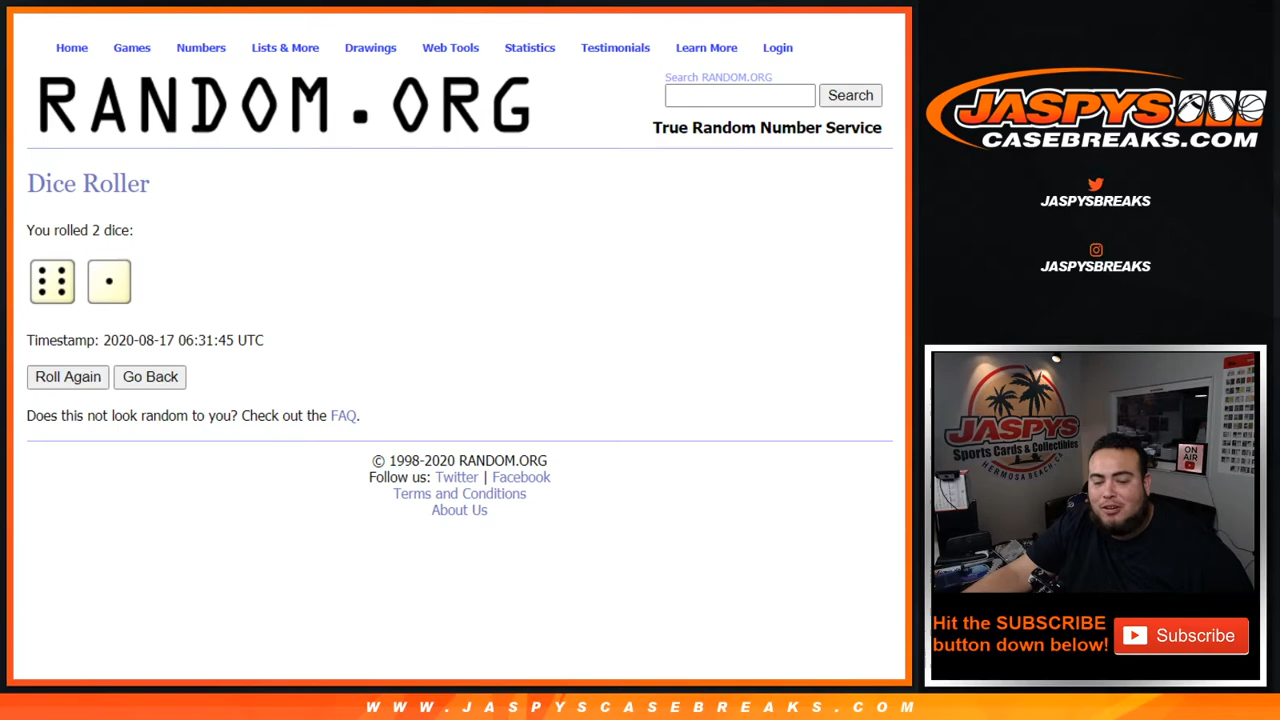 Home Games Numbers Lists & More Drawings Web Tools Statistics Testimonials Learn More Login
RANDOM.ORG
Search RANDOM.ORG
Search
True Random Number Service
Dice Roller
You rolled 2 dice:
Timestamp: 2020-08-17 06:31:45 UTC
Roll Again Go Back
Does this not look random to you? Check out the FAQ.
© 1998-2020 RANDOM.ORG
Follow us: Twitter | Facebook
Terms and Conditions
About Us
JASPYS
CASEBREAKS.COM
JASPYSBREAKS
JASPYSBREAKS
JASPYS
Sports Cards & Collectibles
HERMOSA BEACH, CA
ON
AIR
Hit the SUBSCRIBE
button down below!
Subscribe
WWW.JASPYSCASEBREAKS.COM